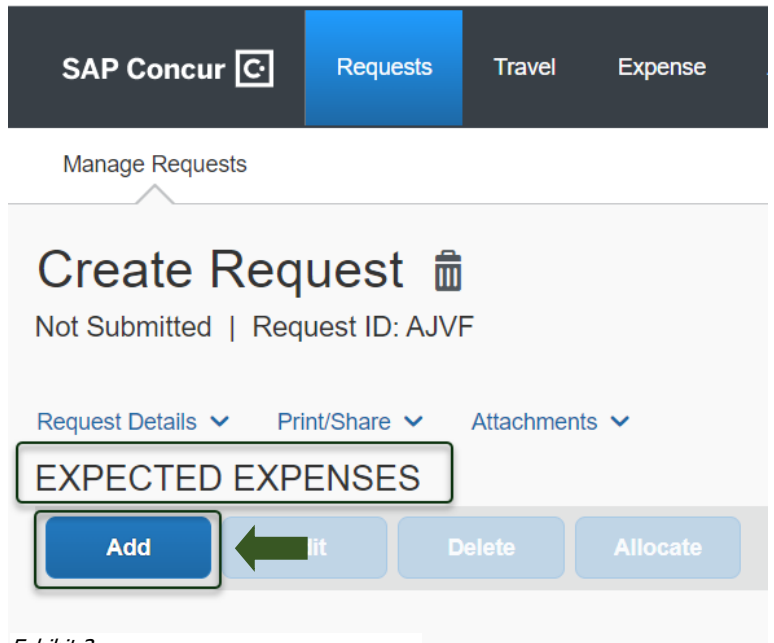 SAP Concur C Requests Travel Expense
Manage Requests
Create Request
Not Submitted | Request ID: AJVF
Request Details Print/Share Attachments
EXPECTED EXPENSES
Add Delete Allocate